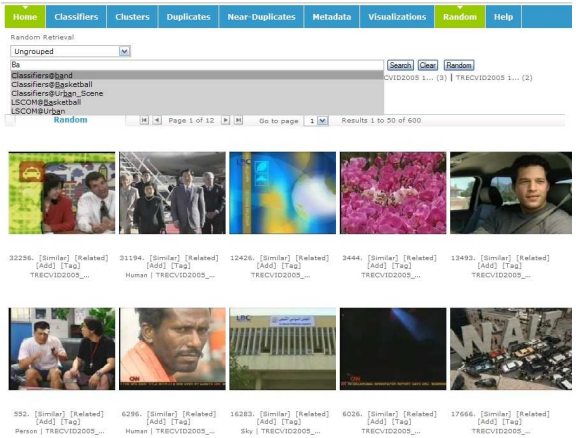 Home Classifiers Clusters Duplicates Near-Duplicates Metadata Visualizations Random Help
Random Retrieval
Ungrouped
Ba
Search Clear Random
Classifiers@band
CVID2005 1... (3) | TRECVID2005 1... (2)
Classifiers@Basketball
Classifiers@Urban_Scene
LSCOM@Basketball
LSCOM@Urban
Random Page 1 of 12 Go to page 1 Results 1 to 50 of 600
LBC
32256. [Similar] [Related] 31194. [Similar] [Related] 12426. [Similar] [Related] 3444. [Similar] [Related] 13493. [Similar] [Related]
[Add] [Tag] [Add] [Tag] [Add] [Tag] [Add] [Tag] [Add] [Tag]
TRECVID2005_... Human | TRECVID2005_... TRECVID2005_... TRECVID2005_... TRECVID2005_...
LBC WAIT
CNN CNN
552. [Similar] [Related] 6296. [Similar] [Related] 16283. [Similar] [Related] 6026. [Similar] [Related] 17666. [Similar] [Related]
[Add] [Tag] [Add] [Tag] [Add] [Tag] [Add] [Tag] [Add] [Tag]
Person | TRECVID2005_... Human | TRECVID2005_... Sky | TRECVID2005_... TRECVID2005_... TRECVID2005_...